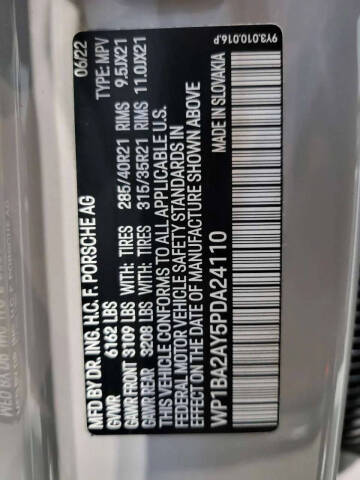 06/22
MFD BY DR. ING. H.C. F. PORSCHE AG TYPE: MPV
GVWR 6162 LBS
GAWR FRONT 3109 LBS WITH: TIRES 285/40R21 RIMS 9.5JX21
GAWR REAR 3208 LBS WITH: TIRES 315/35R21 RIMS 11.0JX21
THIS VEHICLE CONFORMS TO ALL APPLICABLE U.S.
FEDERAL MOTOR VEHICLE SAFETY STANDARDS IN EFFECT
ON THE DATE OF MANUFACTURE SHOWN ABOVE
WP1BA2AY5PDA24110 MADE IN SLOVAKIA
9Y3.010.016.P